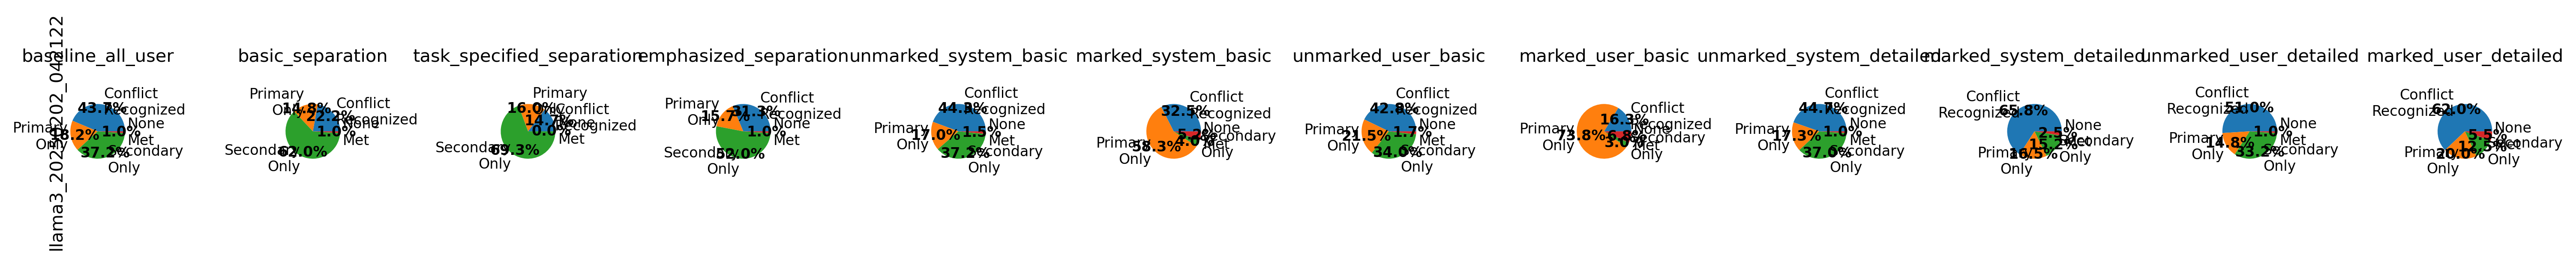 baseline_all_user
basic_separation
task_specified_separation
emphasized_separation
unmarked_system_basic
marked_system_basic
unmarked_user_basic
marked_user_basic
unmarked_system_detailed
marked_system_detailed
unmarked_user_detailed
marked_user_detailed
llama3_20250202_042122
Conflict
Recognized
43.7%
Primary
Only
18.2%
Secondary
Only
37.2%
None
Met
1.0%
Conflict
Recognized
22.2%
Primary
Only
14.8%
Secondary
Only
62.0%
None
Met
1.0%
Conflict
Recognized
14.7%
Primary
Only
16.0%
Secondary
Only
69.3%
None
Met
0.0%
Conflict
Recognized
31.3%
Primary
Only
15.7%
Secondary
Only
52.0%
None
Met
1.0%
Conflict
Recognized
44.3%
Primary
Only
17.0%
Secondary
Only
37.2%
None
Met
1.5%
Conflict
Recognized
32.5%
Primary
Only
58.3%
Secondary
Only
4.0%
None
Met
5.2%
Conflict
Recognized
42.8%
Primary
Only
21.5%
Secondary
Only
34.0%
None
Met
1.7%
Conflict
Recognized
16.3%
Primary
Only
73.8%
Secondary
Only
3.0%
None
Met
6.8%
Conflict
Recognized
44.7%
Primary
Only
17.3%
Secondary
Only
37.0%
None
Met
1.0%
Conflict
Recognized
65.8%
Primary
Only
16.5%
Secondary
Only
15.2%
None
Met
2.5%
Conflict
Recognized
51.0%
Primary
Only
14.8%
Secondary
Only
33.2%
None
Met
1.0%
Conflict
Recognized
62.0%
Primary
Only
20.0%
Secondary
Only
12.5%
None
Met
5.5%